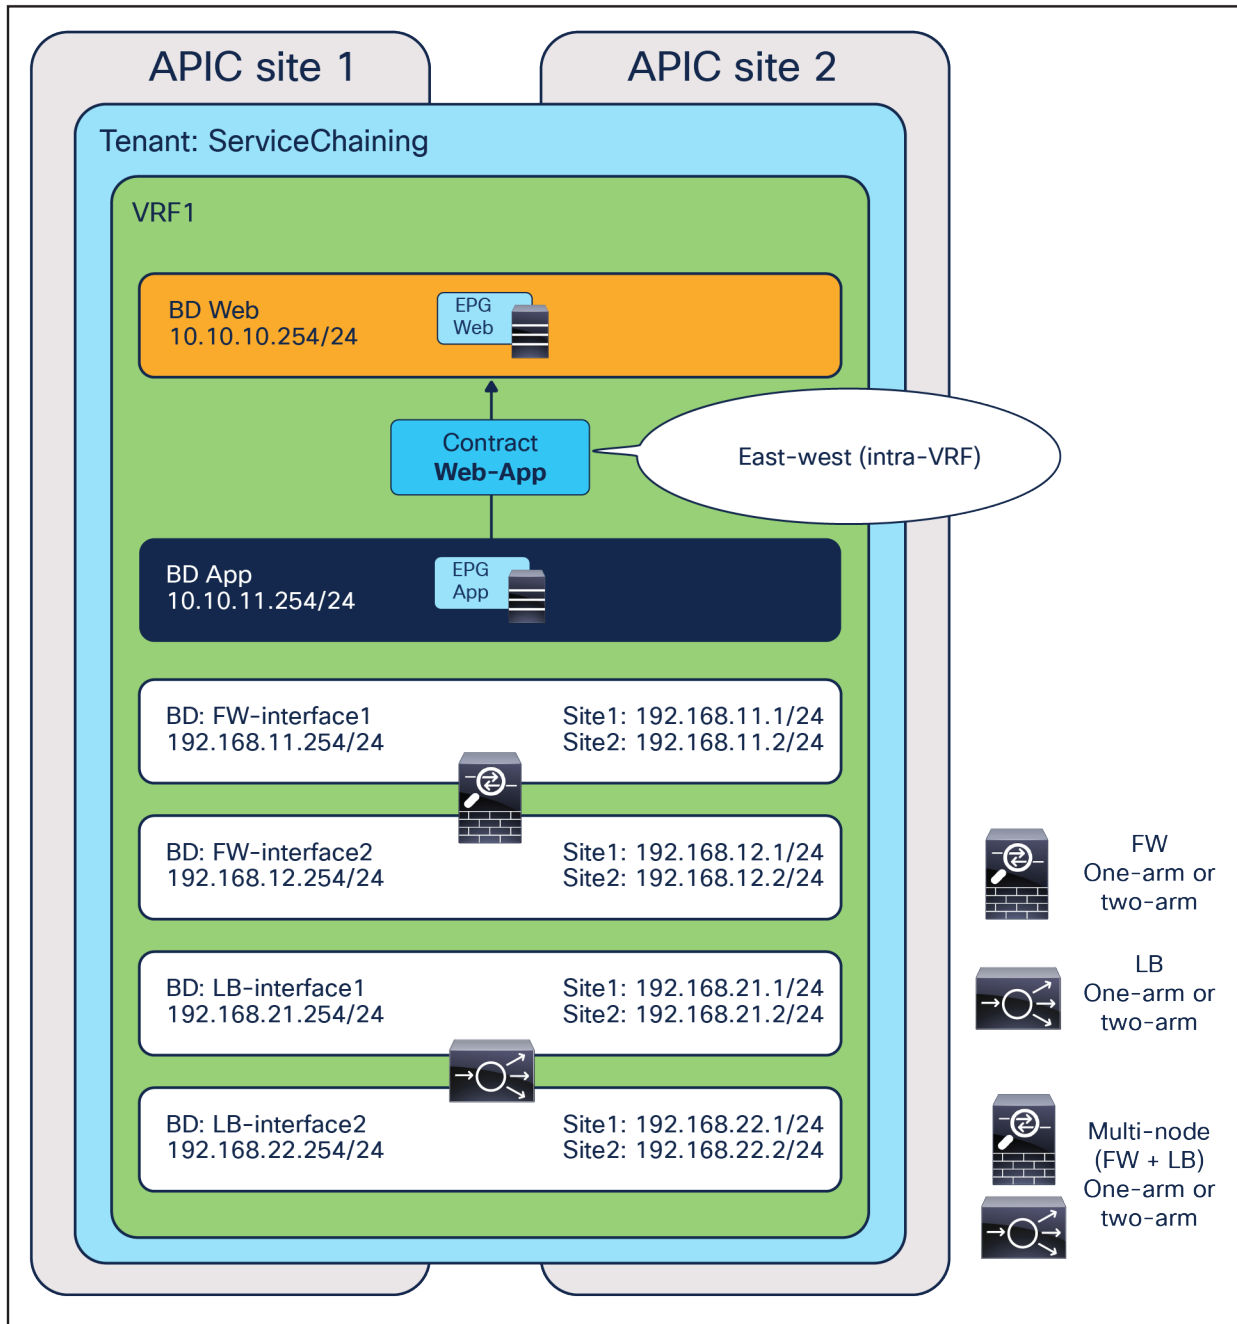 APIC site 1
APIC site 2
Tenant: ServiceChaining
VRF1
BD Web
10.10.10.254/24
EPG
Web
Contract
Web-App
East-west (intra-VRF)
BD App
10.10.11.254/24
EPG
App
BD: FW-interface1
192.168.11.254/24
Site1: 192.168.11.1/24
Site2: 192.168.11.2/24
BD: FW-interface2
192.168.12.254/24
Site1: 192.168.12.1/24
Site2: 192.168.12.2/24
BD: LB-interface1
192.168.21.254/24
Site1: 192.168.21.1/24
Site2: 192.168.21.2/24
BD: LB-interface2
192.168.22.254/24
Site1: 192.168.22.1/24
Site2: 192.168.22.2/24
FW
One-arm or
two-arm
LB
One-arm or
two-arm
Multi-node
(FW + LB)
One-arm or
two-arm